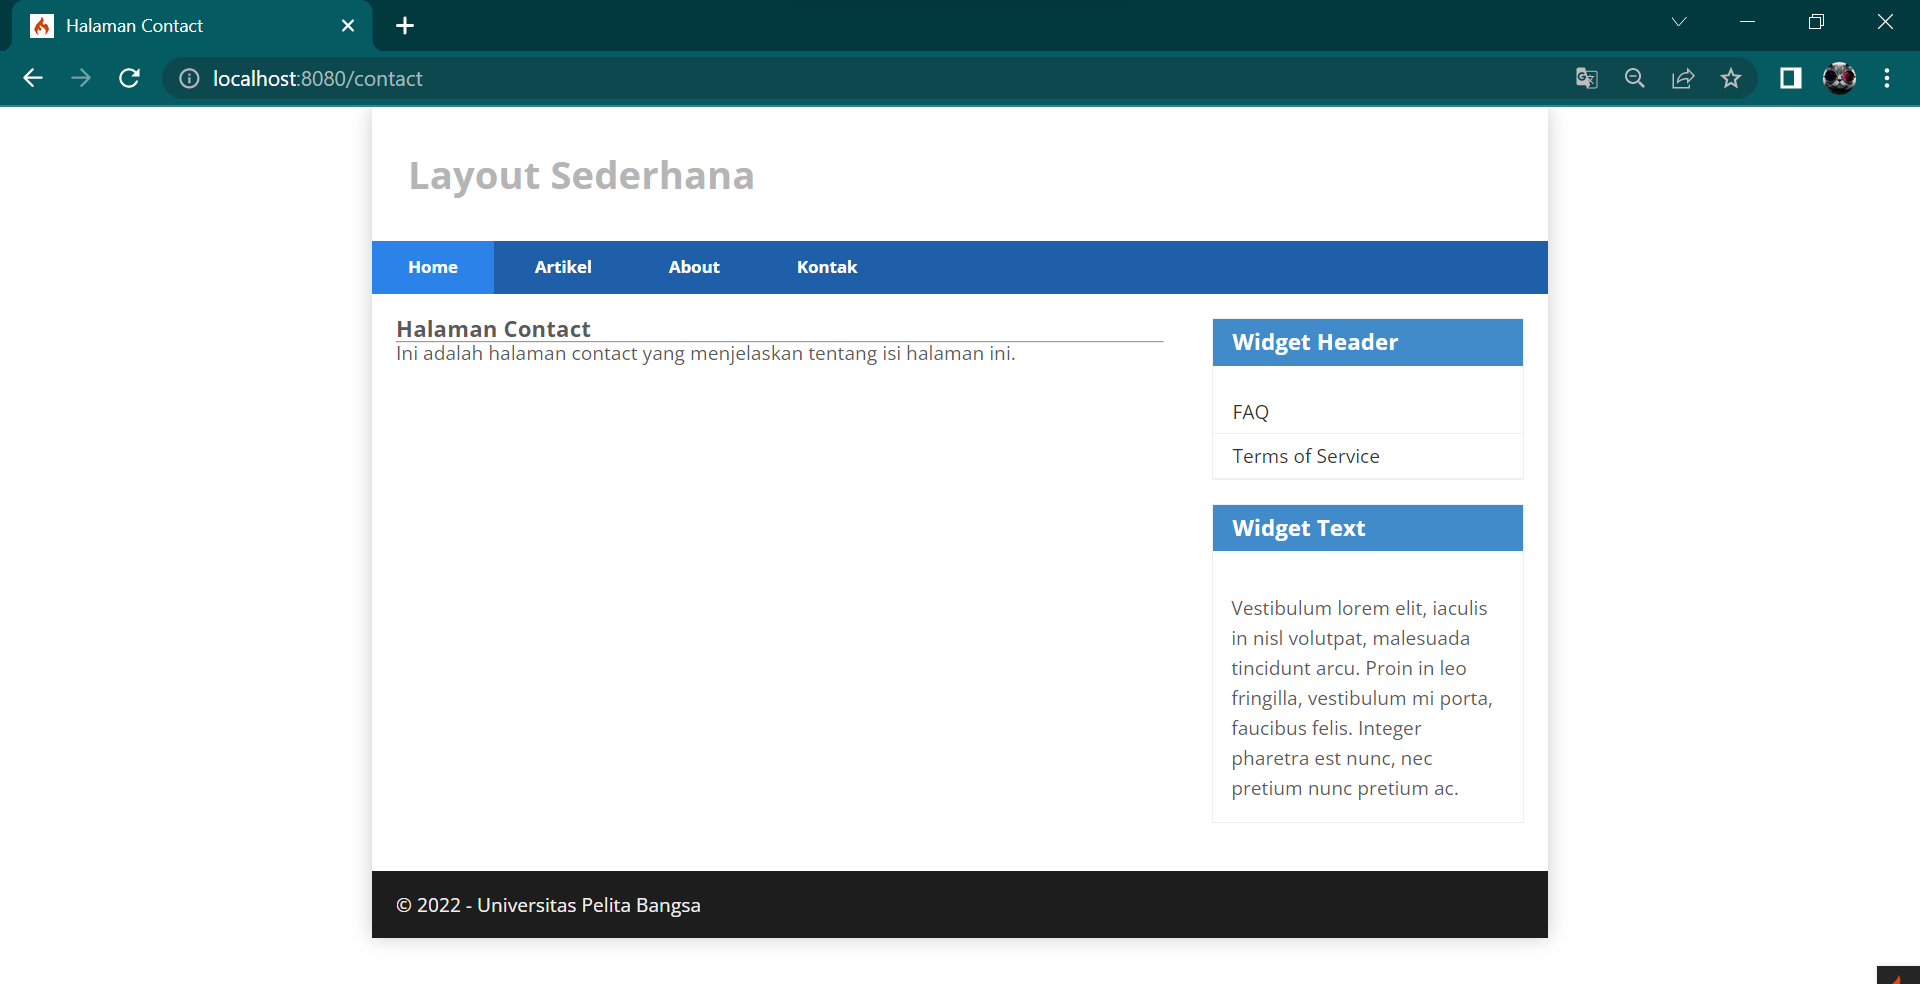 Halaman Contact
localhost:8080/contact
Layout Sederhana
Home Artikel About Kontak
Halaman Contact
Ini adalah halaman contact yang menjelaskan tentang isi halaman ini.
Widget Header
FAQ
Terms of Service
Widget Text
Vestibulum lorem elit, iaculis
in nisl volutpat, malesuada
tincidunt arcu. Proin in leo
fringilla, vestibulum mi porta,
faucibus felis. Integer
pharetra est nunc, nec
pretium nunc pretium ac.
© 2022 - Universitas Pelita Bangsa